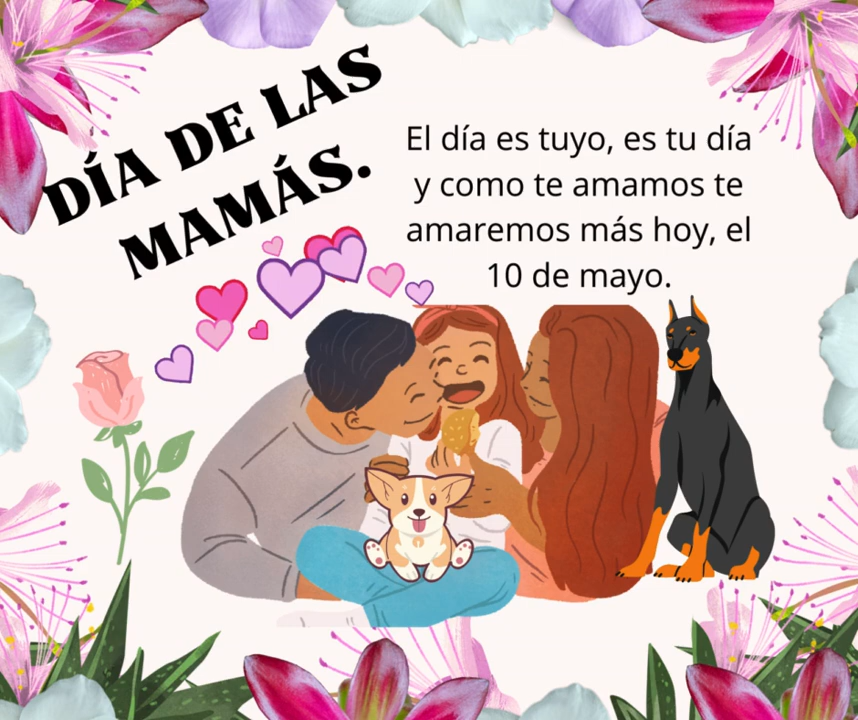 DÍA DE LAS
MAMÁS.
El día es tuyo, es tu día
y como te amamos te
amaremos más hoy, el
10 de mayo.